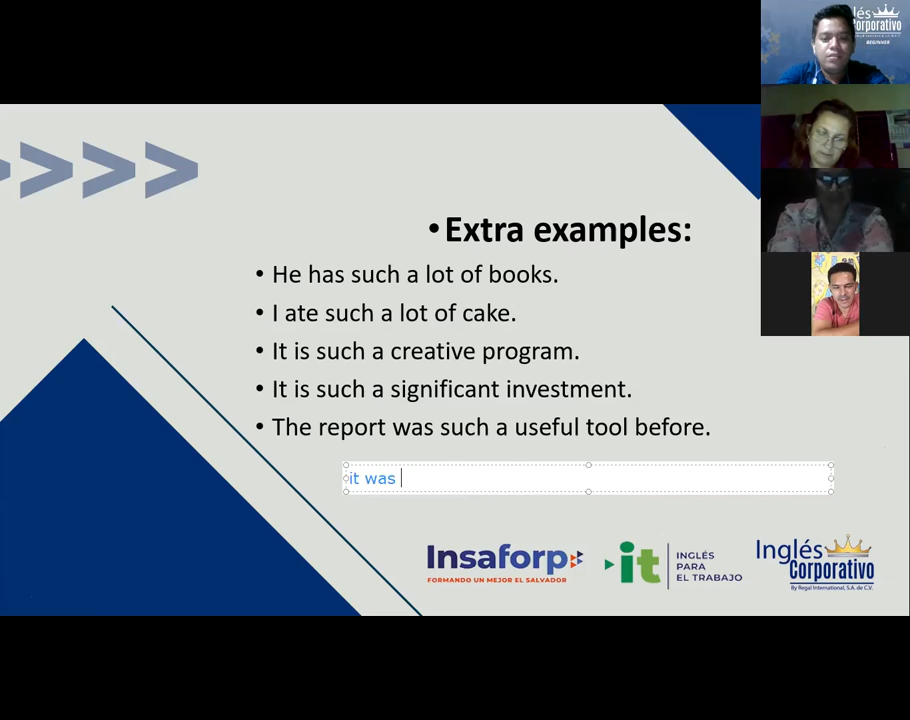 lés
orporativo
BEGINNER
•Extra examples:
• He has such a lot of books.
• I ate such a lot of cake.
• It is such a creative program.
• It is such a significant investment.
• The report was such a useful tool before.
it was
Insaforp
FORMANDO UN MEJOR EL SALVADOR
it
INGLÉS
PARA
EL TRABAJO
Inglés
Corporativo
By Regal International, S.A. de C.V.